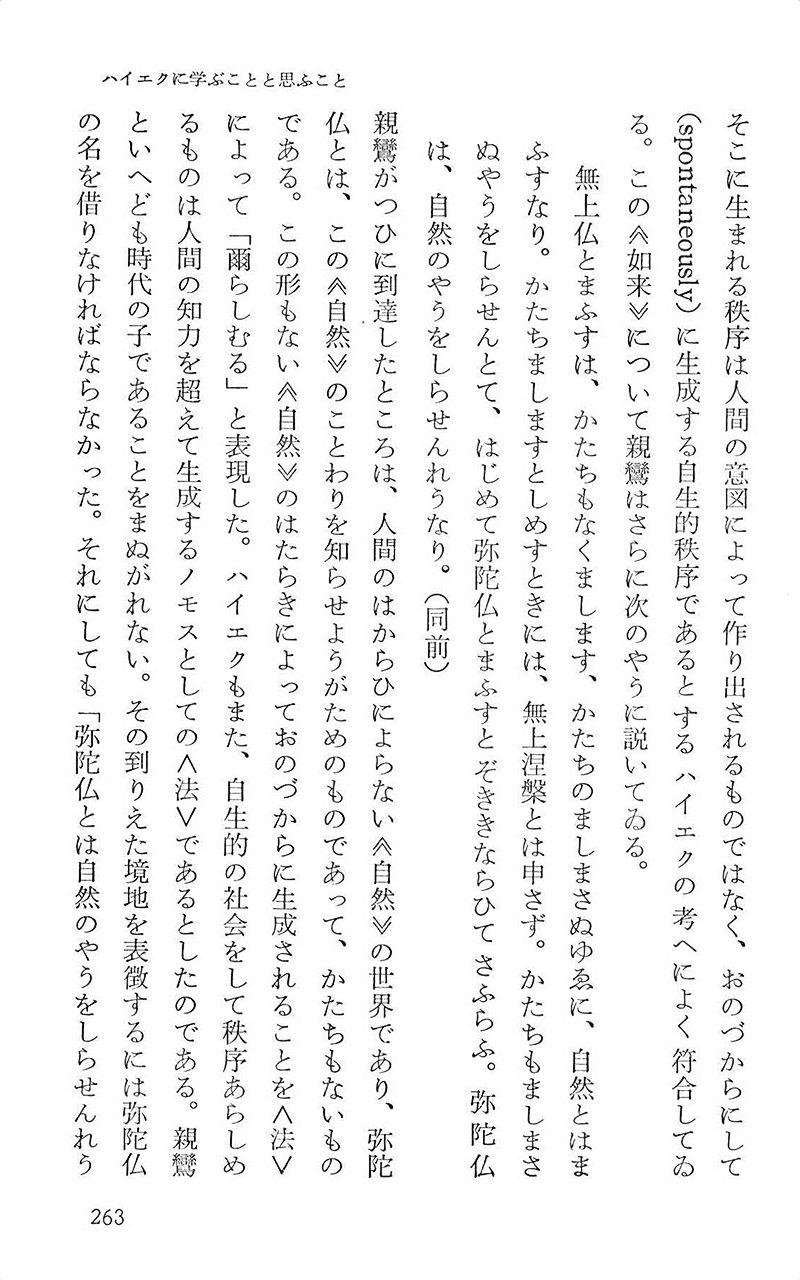 ハイエクに学ぶことと思ふこと
そこに生まれる秩序は人間の意図によって作り出されるものではなく、おのづからにして
(spontaneously)に生成する自生的秩序であるとする ハイエクの 考へによく 符合してゐ
る。この≪如来≫について親鸞はさらに次のやうに説いてゐる。
無上仏とまふすは、かたちもなくまします、かたちのましまさぬゆゑに、自然とはま
ふすなり。かたちましますとしめすときには、無上涅槃とは申さず。かたちもましまさ
ぬやうをしらせんとて、はじめて弥陀仏とまふすと ぞききならひて さふらふ。弥陀仏
は、自然のやうをしらせんれうなり。(同前)
親鸞がつひに到達したところは、人間のはからひによらない≪自然≫の世界であり、弥陀
仏とは、この≪自然≫のことわりを知らせようがためのものであって、かたちもないもの
である。この形もない≪自然≫のはたらきによっておのづからに生成されることを<法>
によって「爾らしむる」と表現した。ハイエクもまた、自生的の社会をして秩序あらしめ
るものは人間の知力を超えて生成するノモスとしての<法>であるとしたのである。親鸞
といへども時代の子であることをまぬがれない。その到りえた境地を表徴するには弥陀仏
の名を借りなければならなかった。それにしても「弥陀仏とは自然のやうをしらせんれう
263